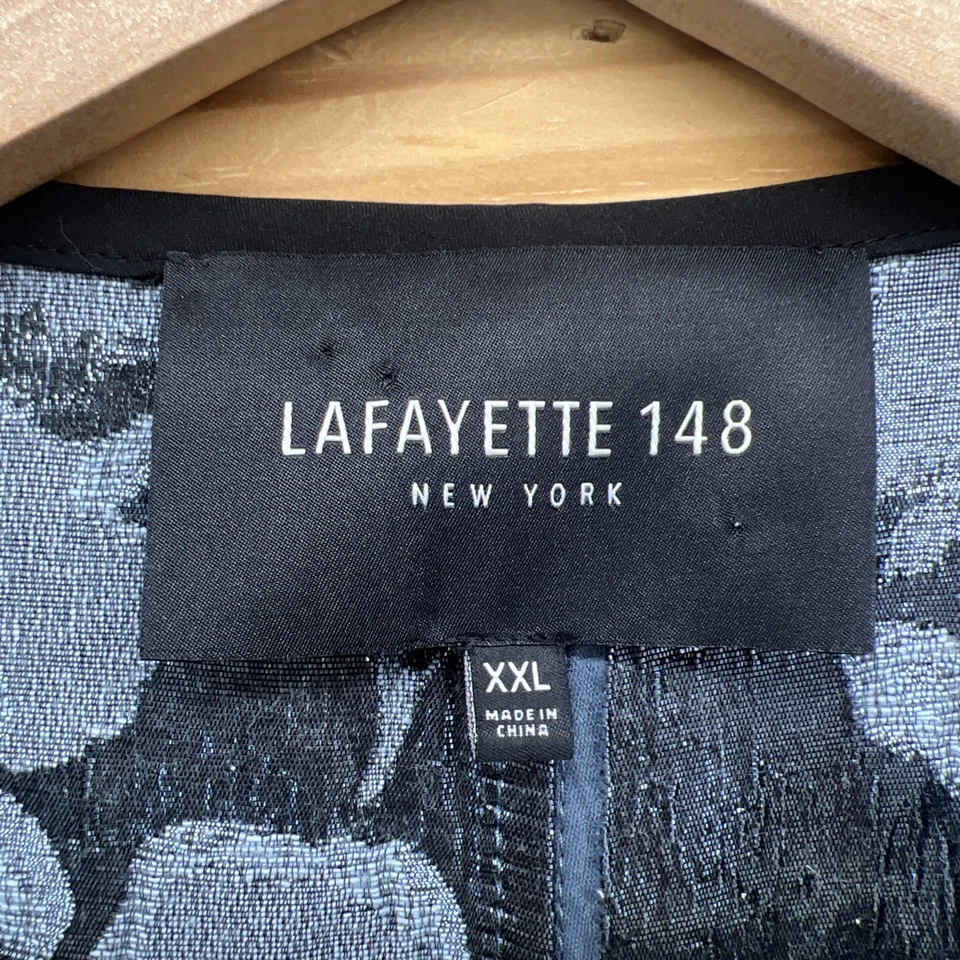 LAFAYETTE 148
NEW YORK
XXL
MADE IN
CHINA